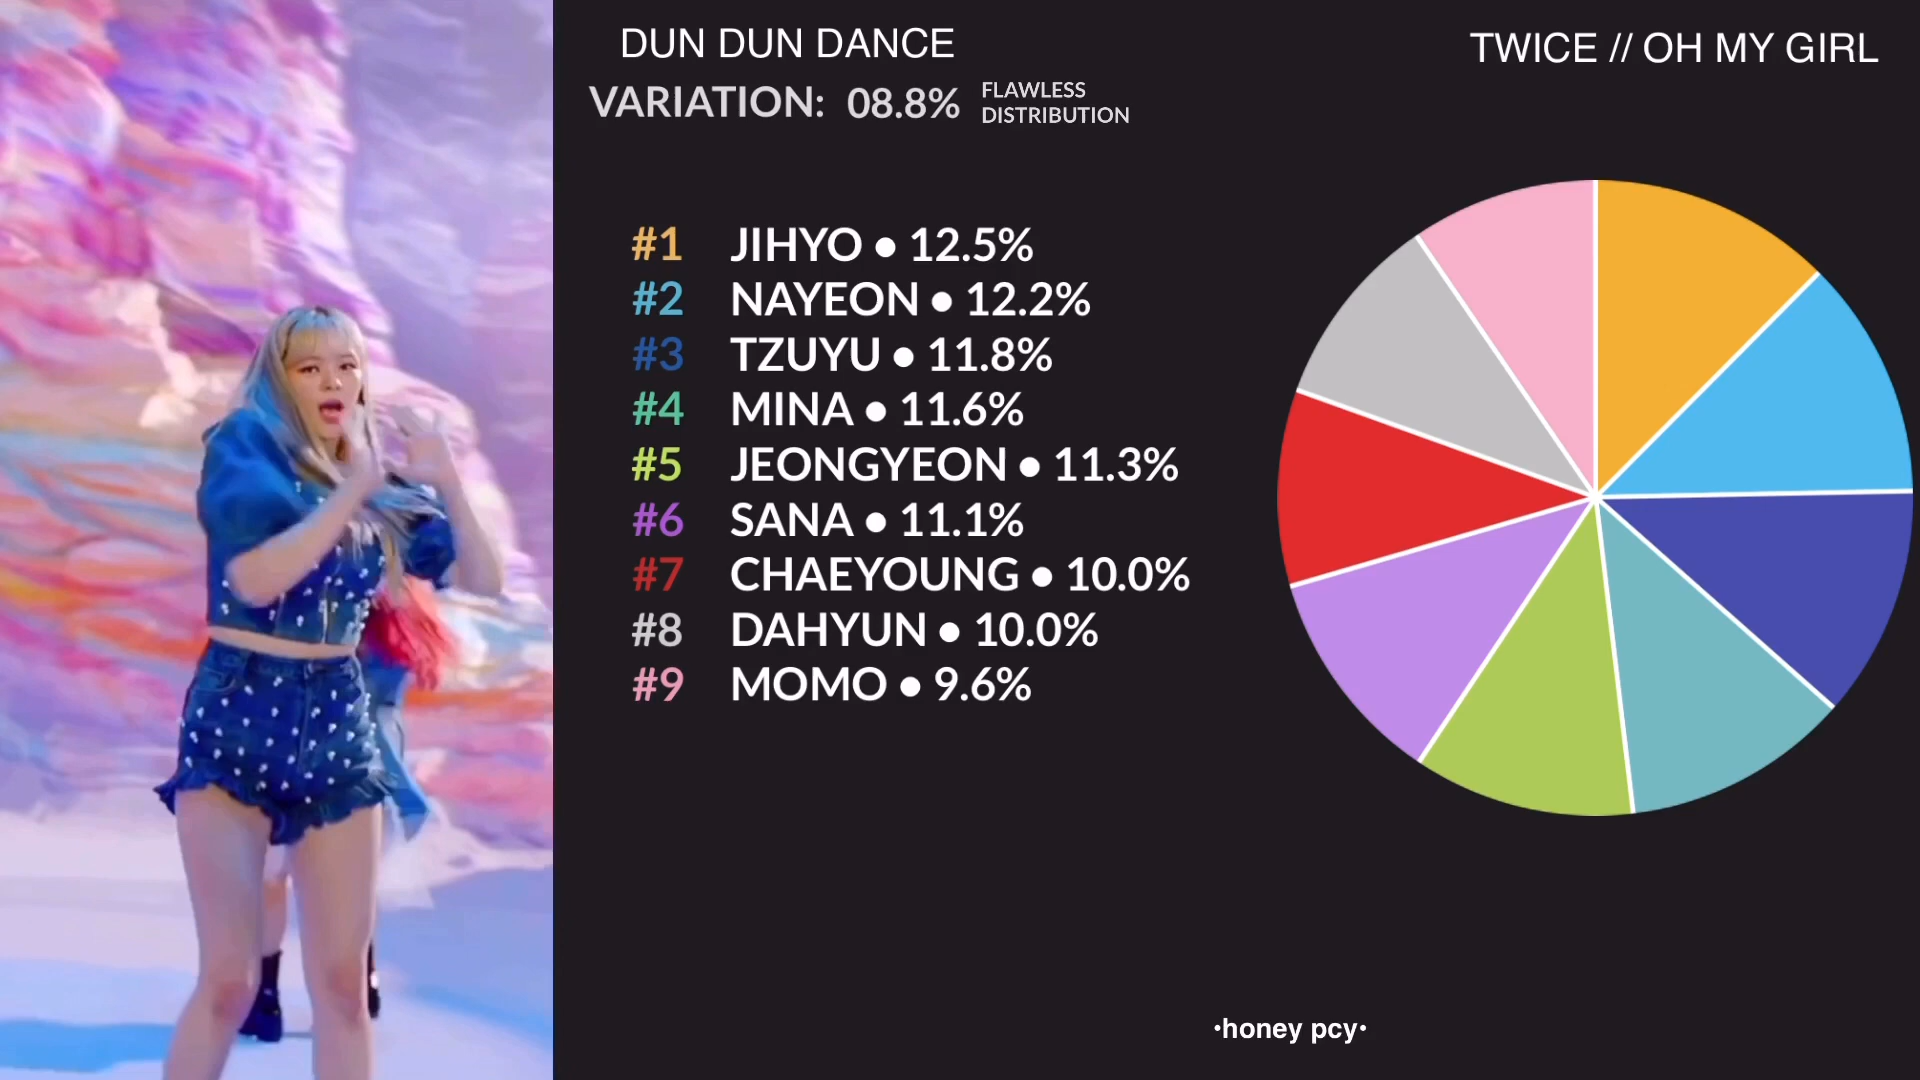 DUN DUN DANCE
TWICE // OH MY GIRL
VARIATION: 08.8% FLAWLESS
DISTRIBUTION
#1 JIHYO ● 12.5%
#2 NAYEON ● 12.2%
#3 TZUYU ● 11.8%
#4 MINA ● 11.6%
#5 JEONGYEON ● 11.3%
#6 SANA ● 11.1%
#7 CHAEYOUNG ● 10.0%
#8 DAHYUN ● 10.0%
#9 MOMO ● 9.6%
•honey pcy•